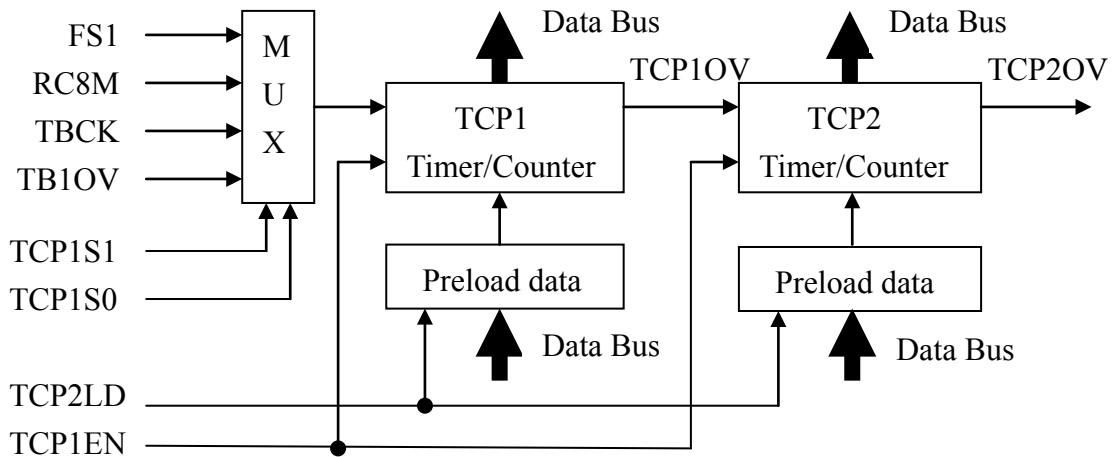 FS1
RC8M
TBCK
TB1OV
TCP1S1
TCP1S0
TCP2LD
TCP1EN
M
U
X
Data Bus
TCP1
Timer/Counter
Preload data
Data Bus
TCP1OV
Data Bus
TCP2
Timer/Counter
Preload data
Data Bus
TCP2OV